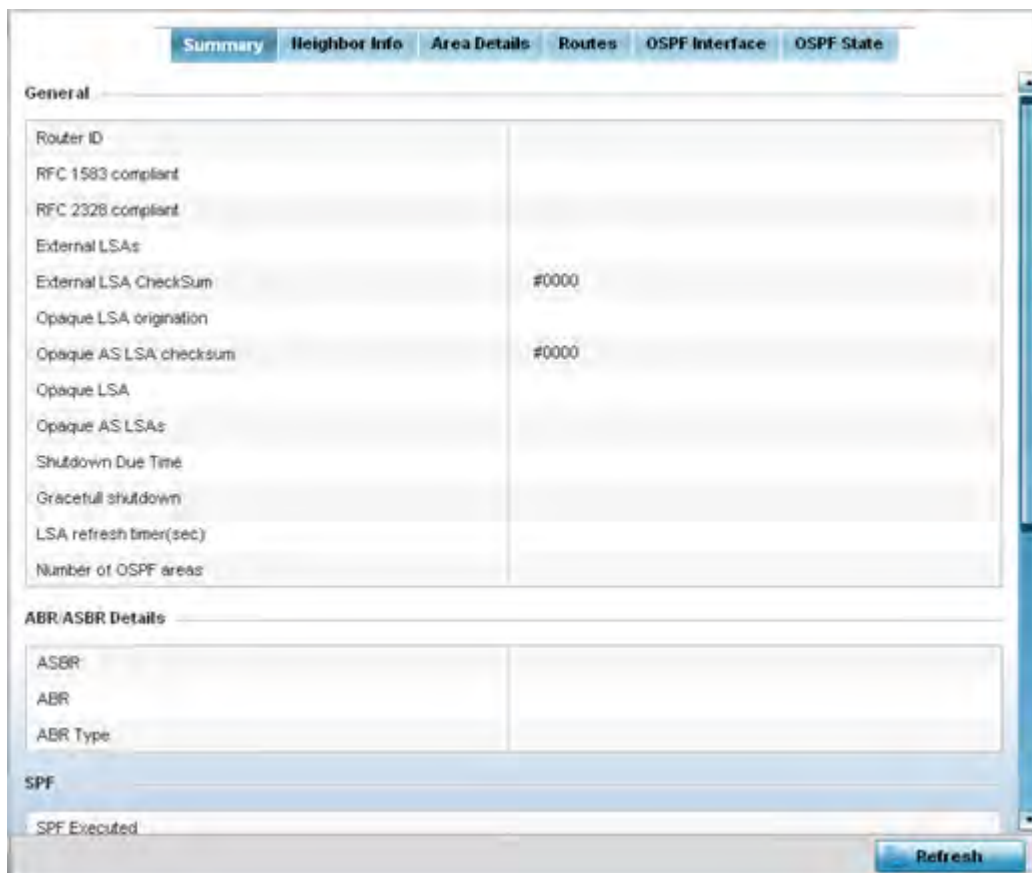 Summary Neighbor Info Area Details Routes OSPF Interface OSPF State
General
Router ID
RFC 1583 compliant
RFC 2328 compliant
External LSAs
External LSA CheckSum #0000
Opaque LSA origination
Opaque AS LSA checksum #0000
Opaque LSA
Opaque AS LSAs
Shutdown Due Time
Gracefull shutdown
LSA refresh timer(sec)
Number of OSPF areas
ABR/ASBR Details
ASBR
ABR
ABR Type
SPF
SPF Executed
Refresh